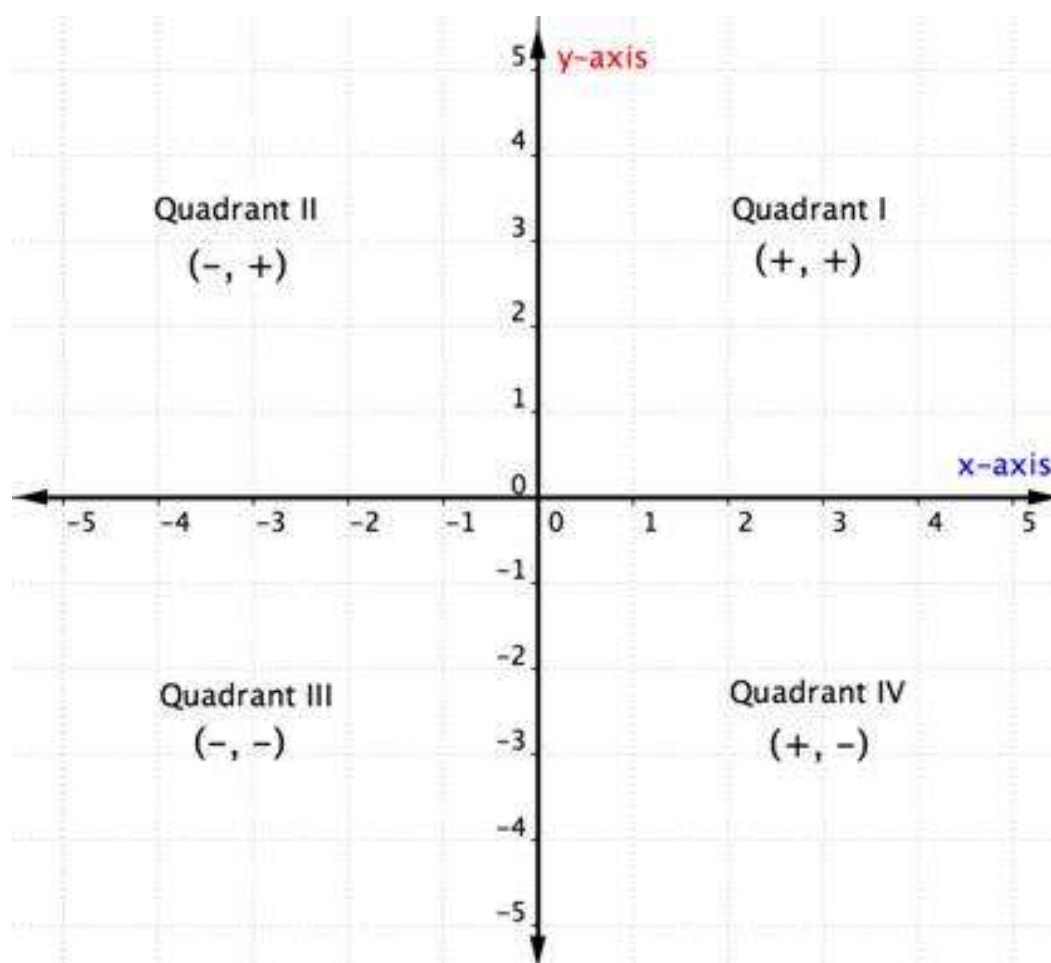 5 y-axis
4
Quadrant II Quadrant I
3
(-, +) (+, +)
2
1
x-axis
0
-5 -4 -3 -2 -1 0 1 2 3 4 5
-1
-2
Quadrant III Quadrant IV
-3
(-, -) (+, -)
-4
-5